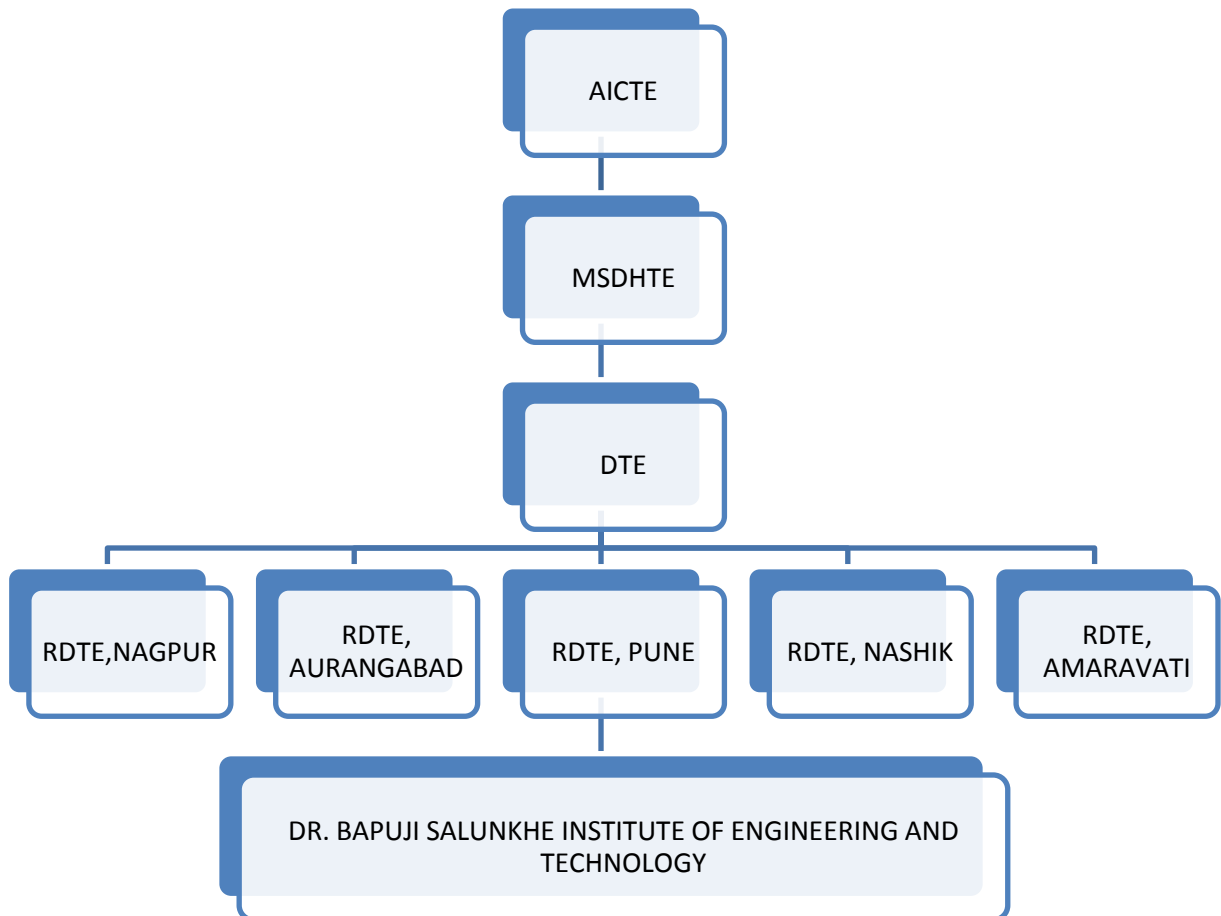 AICTE
MSDHTE
DTE
RDTE,NAGPUR
RDTE,
AURANGABAD
RDTE, PUNE
RDTE, NASHIK
RDTE,
AMARAVATI
DR. BAPUJI SALUNKHE INSTITUTE OF ENGINEERING AND
TECHNOLOGY